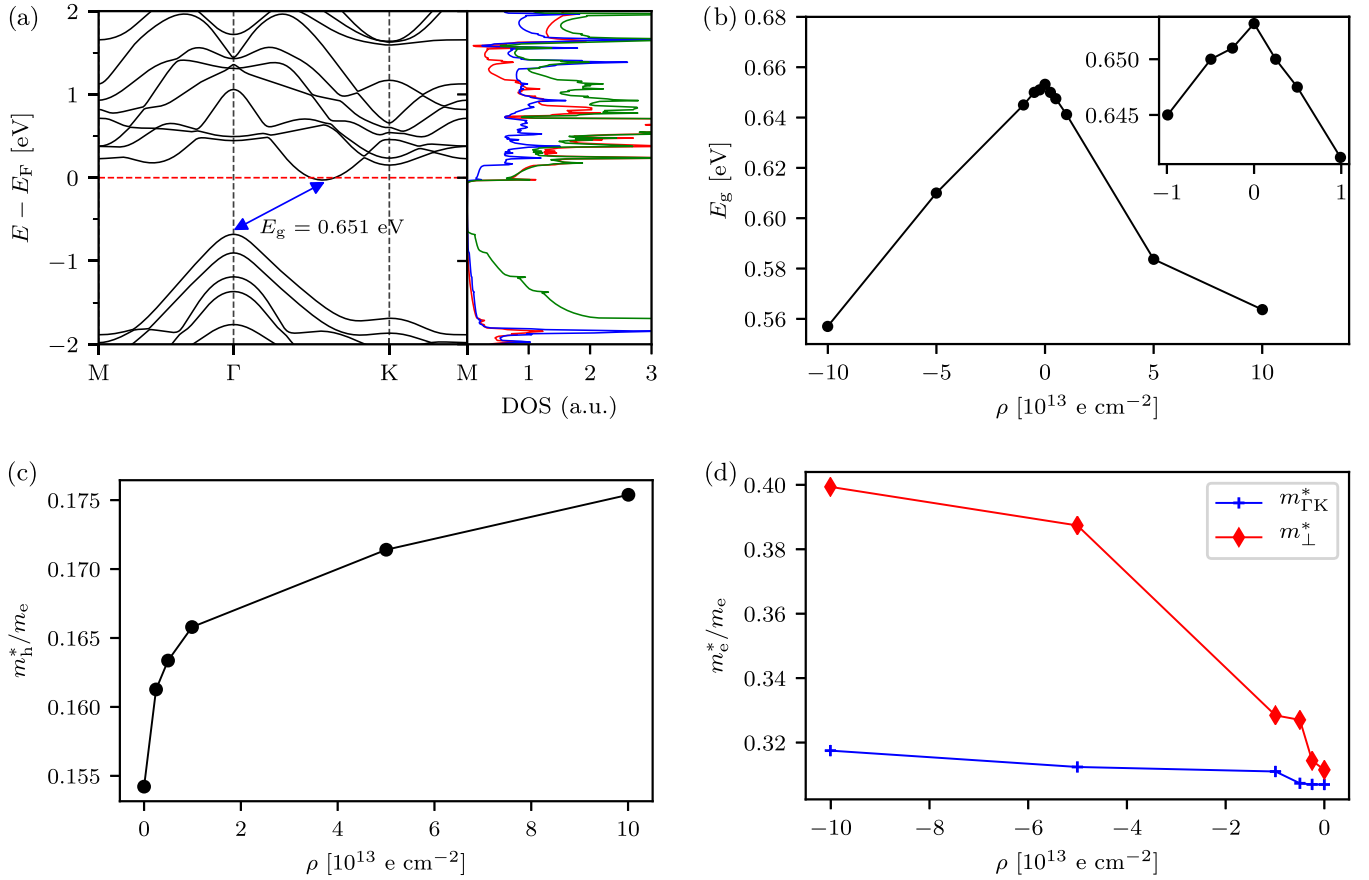 (a)
2
1
0
−1
−2
E − E_F [eV]
E_g = 0.651 eV
M
Γ
K
M
1
2
3
DOS (a.u.)
(b)
0.68
0.66
0.64
0.62
0.60
0.58
0.56
E_g [eV]
−10
−5
0
5
10
ρ [10^13 e cm^−2]
0.650
0.645
−1
0
1
(c)
0.175
0.170
0.165
0.160
0.155
m*_h/m_e
0
2
4
6
8
10
ρ [10^13 e cm^−2]
(d)
0.40
0.38
0.36
0.34
0.32
m*_e/m_e
m*_ΓK
m*_⊥
−10
−8
−6
−4
−2
0
ρ [10^13 e cm^−2]